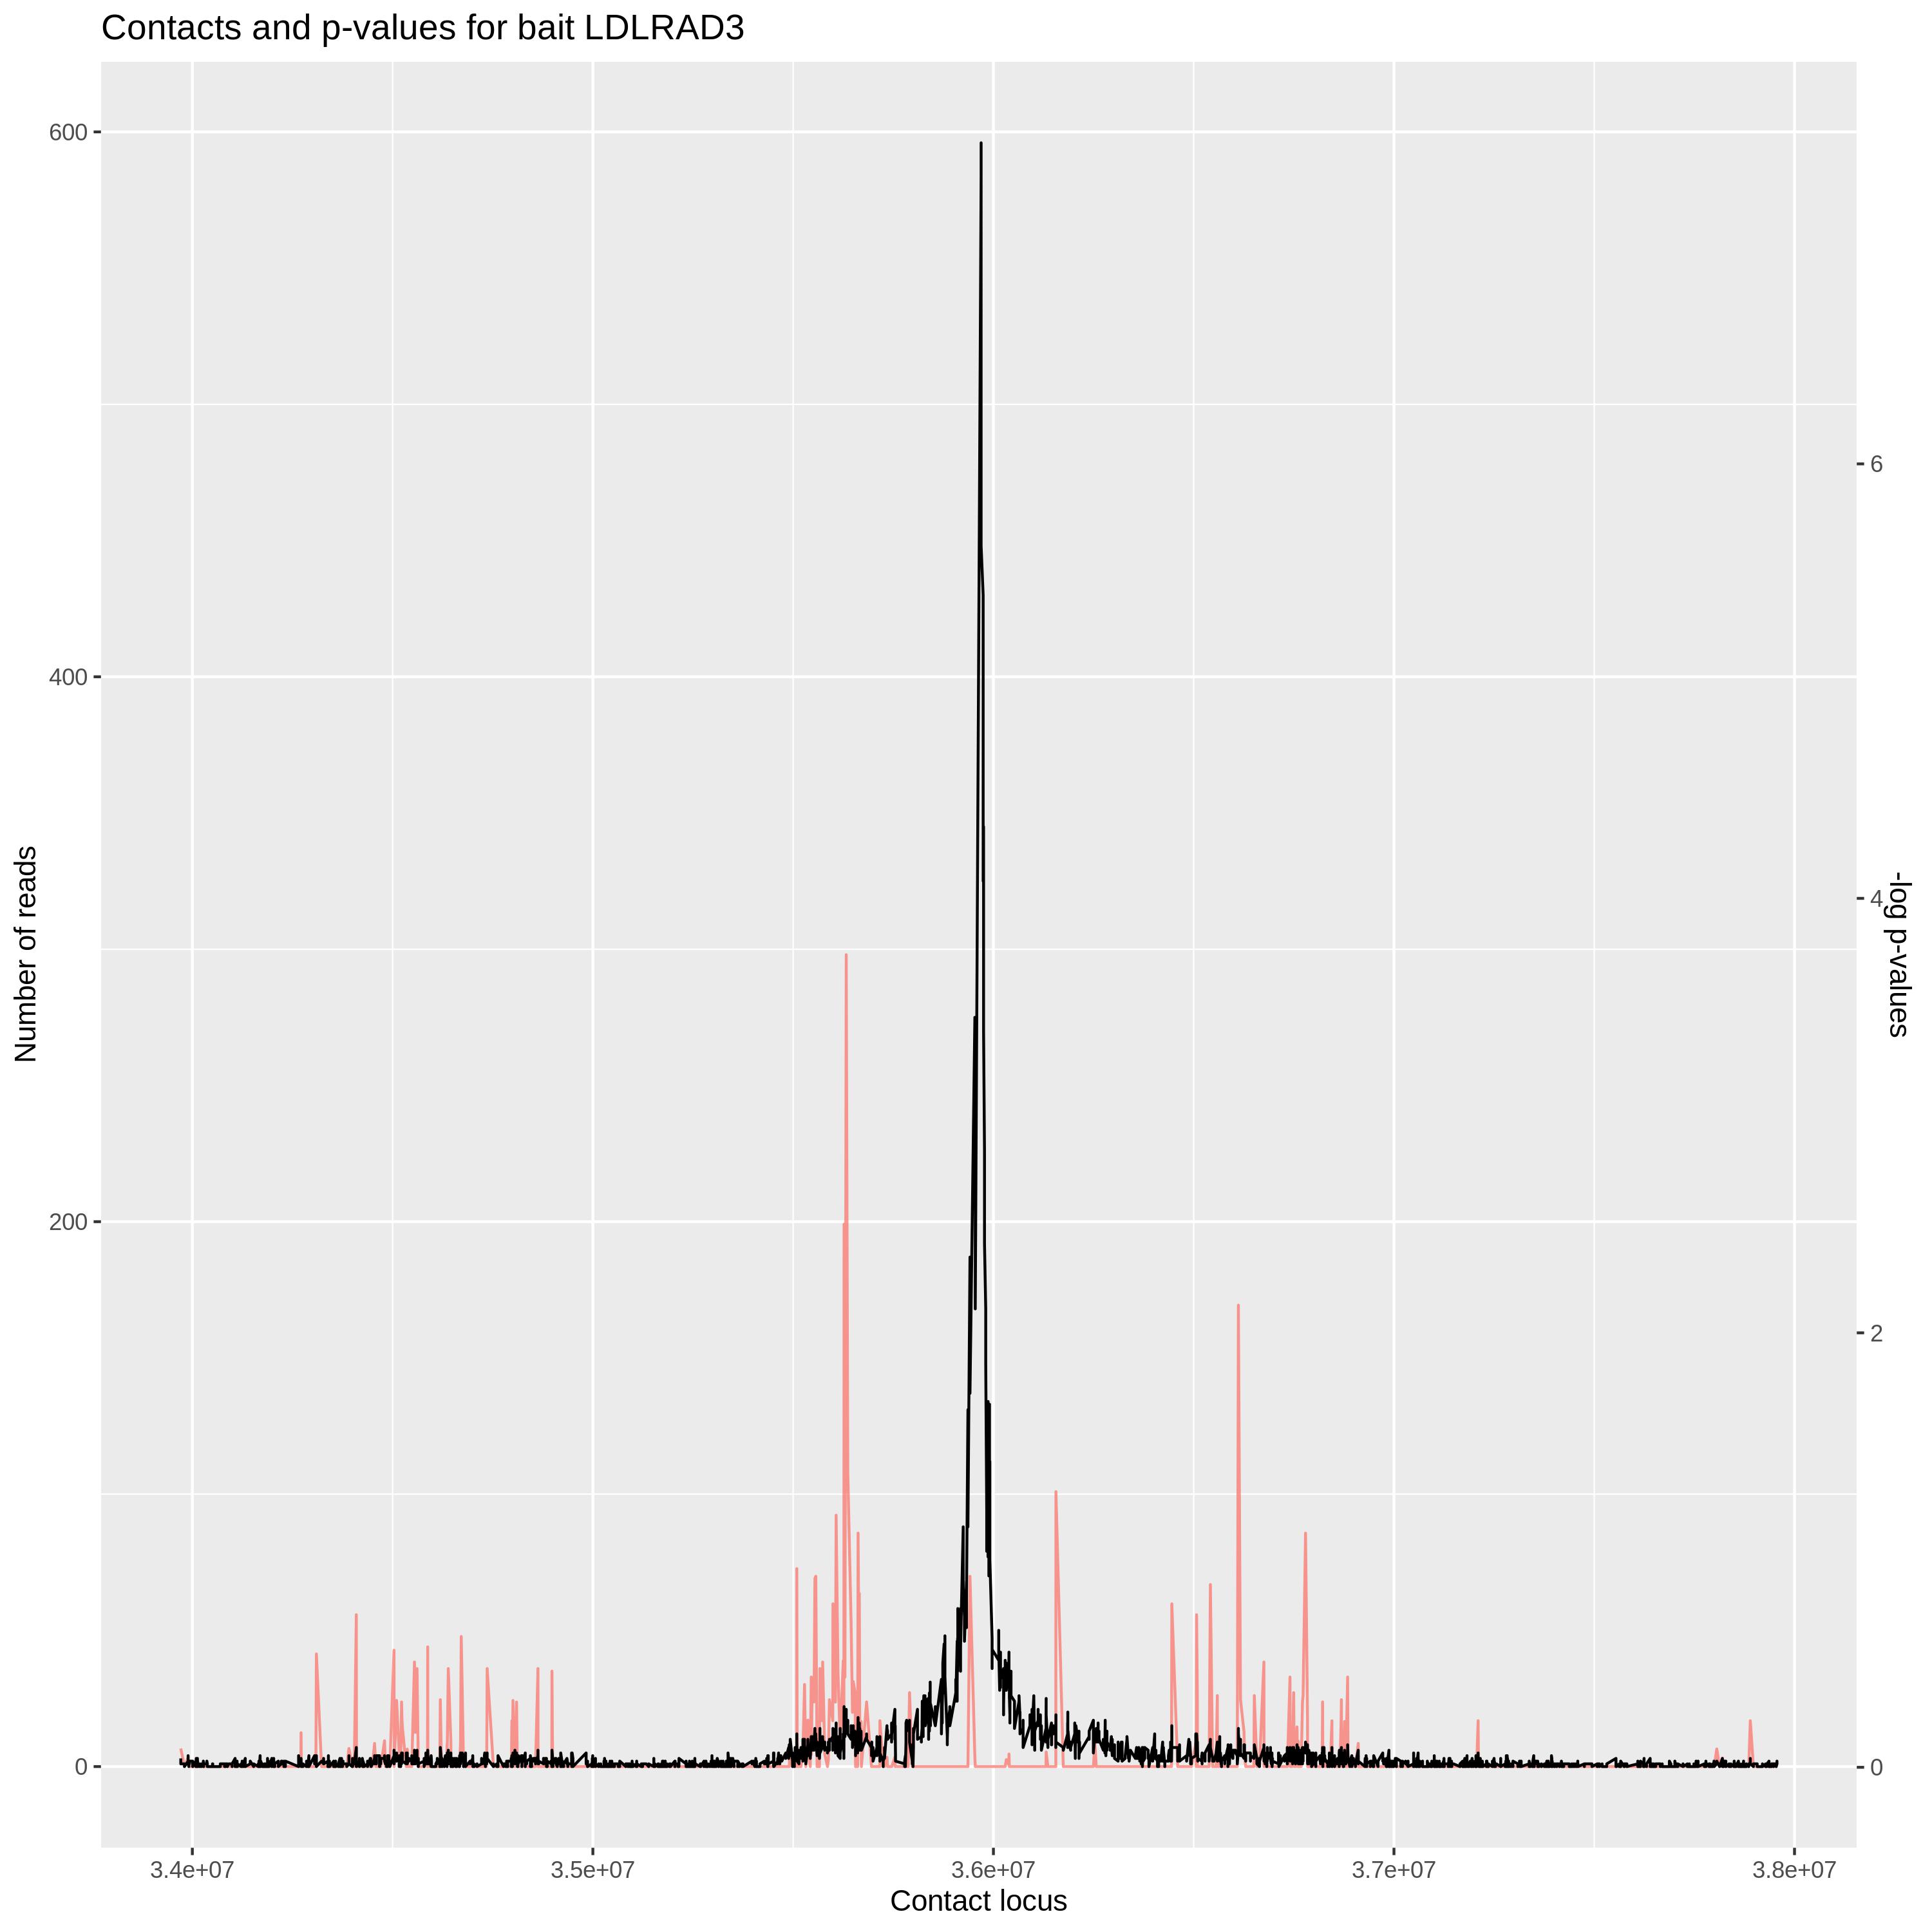 Contacts and p-values for bait LDLRAD3
600
400
200
0
Number of reads
6
4
2
0
-log p-values
3.4e+07
3.5e+07
3.6e+07
3.7e+07
3.8e+07
Contact locus